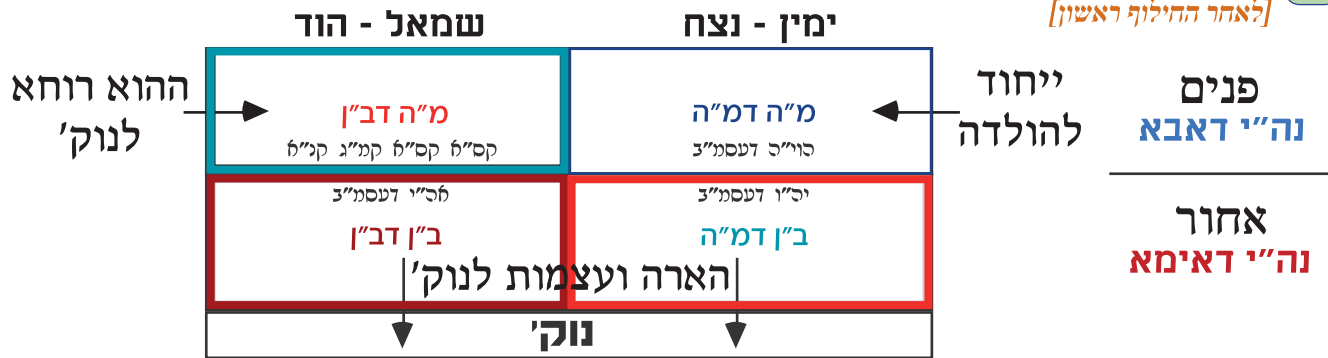 [לאחר החילוף ראשון]
ימין - נצח
שמאל - הוד
פנים
נה"י דאבא
ייחוד
להולדה
מ"ה דמ"ה
הוי"ה דעסמ"ב
מ"ה דב"ן
קס"א קס"א קמ"ג קנ"א
ההוא רוחא
לנוק'
אחור
נה"י דאימא
יה"ו דעסמ"ב
ב"ן דמ"ה
אה"י דעסמ"ב
ב"ן דב"ן
הארה ועצמות לנוק'
נוק'